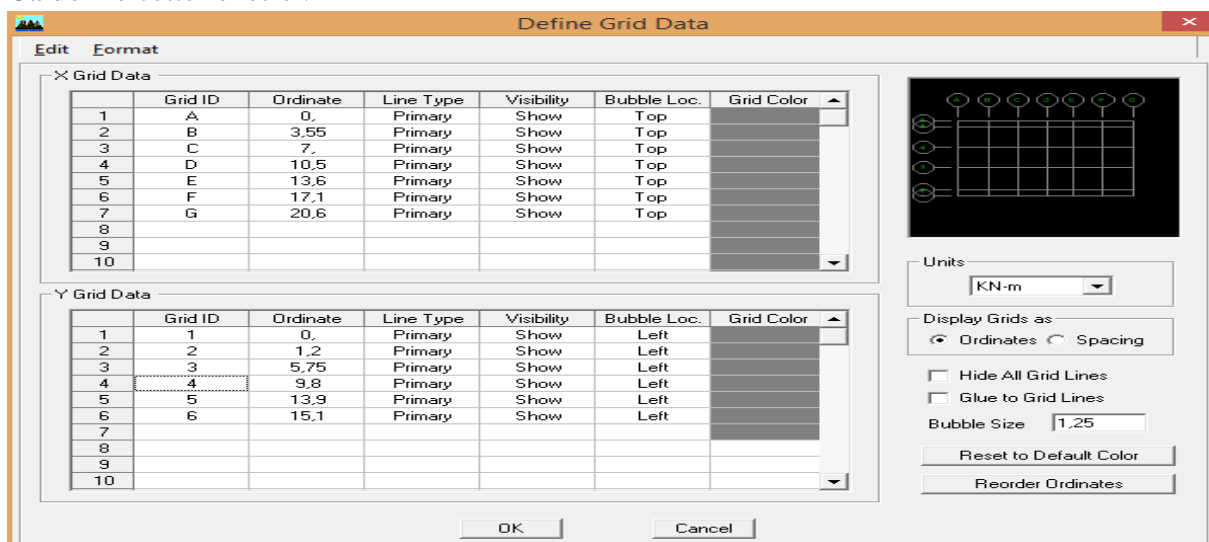 Define Grid Data
Edit Format
X Grid Data
Grid ID Ordinate Line Type Visibility Bubble Loc. Grid Color
1 A 0, Primary Show Top
2 B 3,55 Primary Show Top
3 C 7, Primary Show Top
4 D 10,5 Primary Show Top
5 E 13,6 Primary Show Top
6 F 17,1 Primary Show Top
7 G 20,6 Primary Show Top
8
9
10
Y Grid Data
Grid ID Ordinate Line Type Visibility Bubble Loc. Grid Color
1 1 0, Primary Show Left
2 2 1,2 Primary Show Left
3 3 5,75 Primary Show Left
4 4 9,8 Primary Show Left
5 5 13,9 Primary Show Left
6 6 15,1 Primary Show Left
7
8
9
10
Units
KN-m
Display Grids as
Ordinates Spacing
Hide All Grid Lines
Glue to Grid Lines
Bubble Size 1,25
Reset to Default Color
Reorder Ordinates
OK Cancel